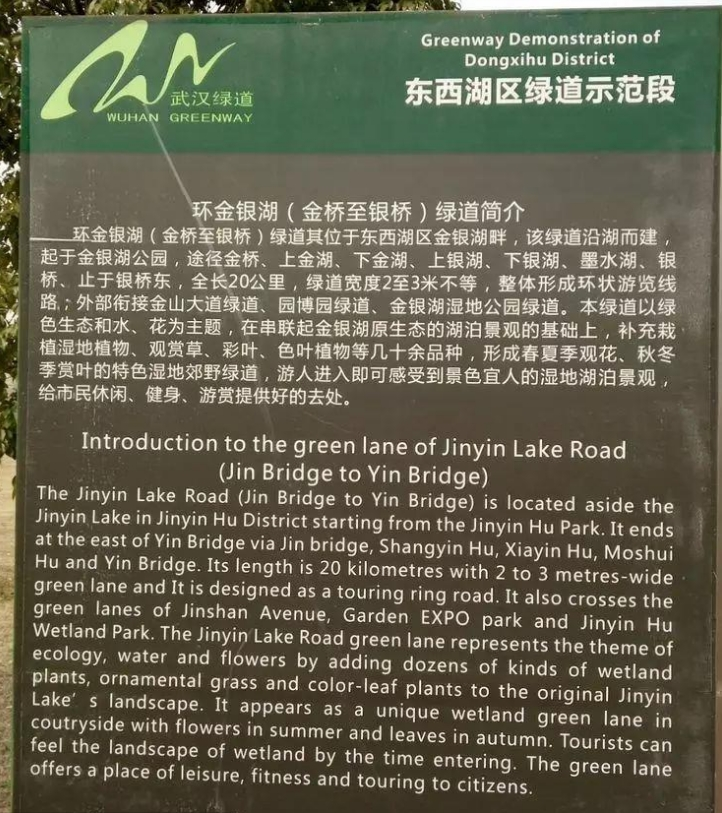 武汉绿道
WUHAN GREENWAY
Greenway Demonstration of
Dongxihu District
东西湖区绿道示范段
环金银湖（金桥至银桥）绿道简介
环金银湖（金桥至银桥）绿道其位于东西湖区金银湖畔，该绿道沿湖而建，
起于金银湖公园，途径金桥、上金湖、下金湖、上银湖、下银湖、墨水湖、银
桥、止于银桥东，全长20公里，绿道宽度2至3米不等，整体形成环状游览线
路；外部衔接金山大道绿道、园博园绿道、金银湖湿地公园绿道。本绿道以绿
色生态和水、花为主题，在串联起金银湖原生态的湖泊景观的基础上，补充栽
植湿地植物、观赏草、彩叶、色叶植物等几十余品种，形成春夏季观花、秋冬
季赏叶的特色湿地郊野绿道，游人进入即可感受到景色宜人的湿地湖泊景观，
给市民休闲、健身、游赏提供好的去处。
Introduction to the green lane of Jinyin Lake Road
(Jin Bridge to Yin Bridge)
The Jinyin Lake Road (Jin Bridge to Yin Bridge) is located aside the
Jinyin Lake in Jinyin Hu District starting from the Jinyin Hu Park. It ends
at the east of Yin Bridge via Jin bridge, Shangyin Hu, Xiayin Hu, Moshui
Hu and Yin Bridge. Its length is 20 kilometres with 2 to 3 metres-wide
green lane and It is designed as a touring ring road. It also crosses the
green lanes of Jinshan Avenue, Garden EXPO park and Jinyin Hu
Wetland Park. The Jinyin Lake Road green lane represents the theme of
ecology, water and flowers by adding dozens of kinds of wetland
plants, ornamental grass and color-leaf plants to the original Jinyin
Lake’s landscape. It appears as a unique wetland green lane in
coutryside with flowers in summer and leaves in autumn. Tourists can
feel the landscape of wetland by the time entering. The green lane
offers a place of leisure, fitness and touring to citizens.